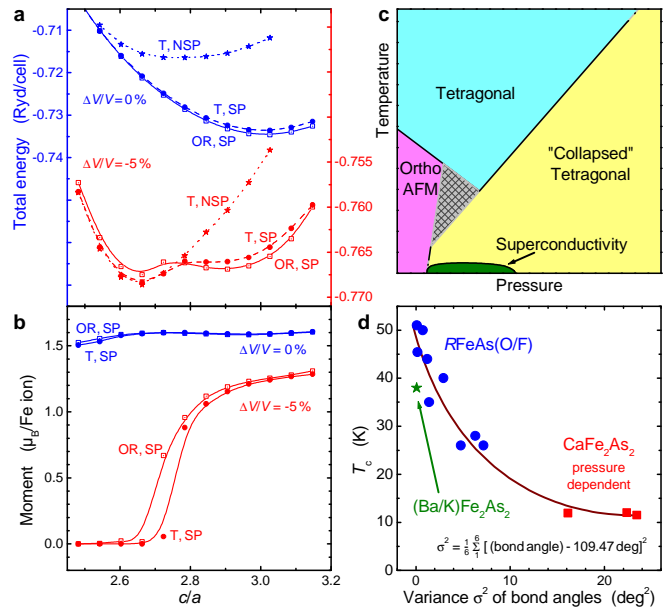 a
-0.71
-0.72
-0.73
-0.74
Total energy (Ryd/cell)
T, NSP
ΔV/V= 0 %
T, SP
OR, SP
ΔV/V= -5 %
T, NSP
T, SP
OR, SP
-0.755
-0.760
-0.765
-0.770
b
1.5
1.0
0.5
0.0
Moment (μB/Fe ion)
OR, SP
T, SP
ΔV/V= 0 %
ΔV/V= -5 %
OR, SP
T, SP
2.6 2.8 3.0 3.2
c/a
c
Temperature
Tetragonal
Ortho
AFM
"Collapsed"
Tetragonal
Superconductivity
Pressure
d
50
40
30
20
10
0
Tc (K)
RFeAs(O/F)
CaFe2As2
pressure
dependent
(Ba/K)Fe2As2
σ² = 1/6 Σ⁶₁ [ (bond angle) - 109.47 deg]²
0 10 20
Variance σ² of bond angles (deg²)